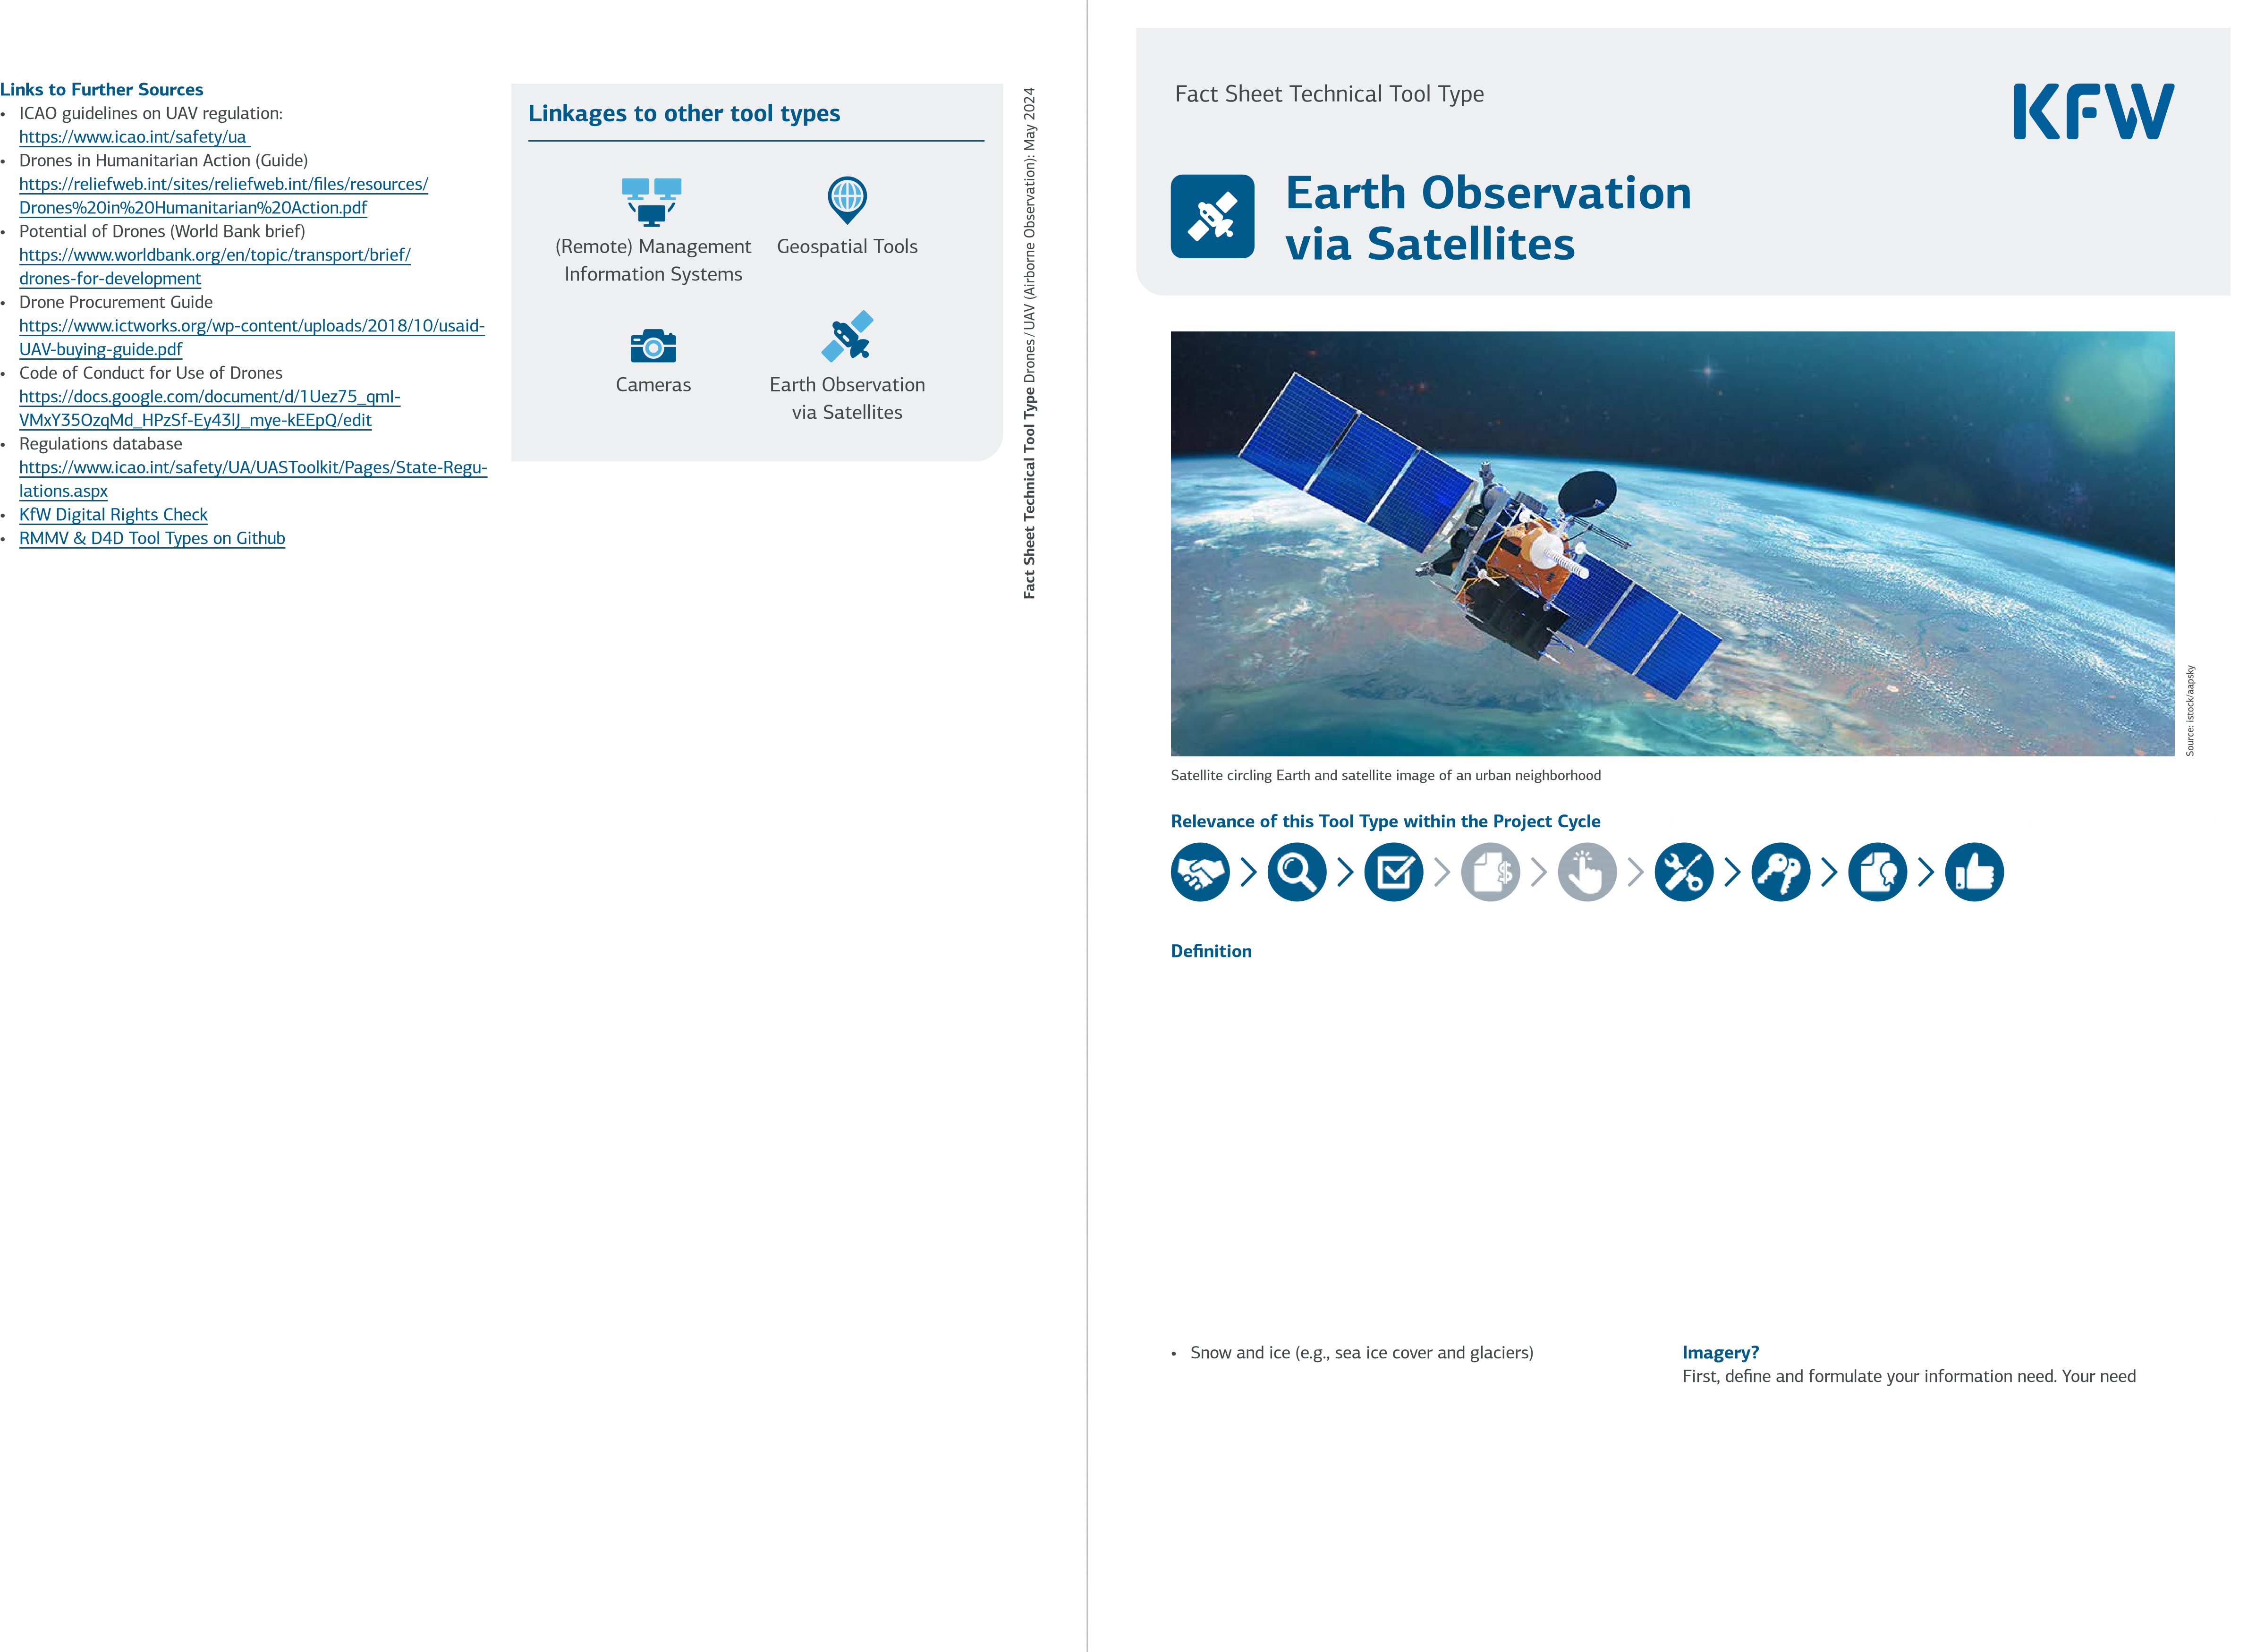 Links to Further Sources
• ICAO guidelines on UAV regulation:
https://www.icao.int/safety/ua
• Drones in Humanitarian Action (Guide)
https://reliefweb.int/sites/reliefweb.int/files/resources/
Drones%20in%20Humanitarian%20Action.pdf
• Potential of Drones (World Bank brief)
https://www.worldbank.org/en/topic/transport/brief/
drones-for-development
• Drone Procurement Guide
https://www.ictworks.org/wp-content/uploads/2018/10/usaid-
UAV-buying-guide.pdf
• Code of Conduct for Use of Drones
https://docs.google.com/document/d/1Uez75_qmI-
VMxY35OzqMd_HPzSf-Ey43lJ_mye-kEEpQ/edit
• Regulations database
https://www.icao.int/safety/UA/UASToolkit/Pages/State-Regu-
lations.aspx
• KfW Digital Rights Check
• RMMV & D4D Tool Types on Github
Linkages to other tool types
(Remote) Management
Information Systems
Geospatial Tools
Cameras
Earth Observation
via Satellites
Fact Sheet Technical Tool Type Drones / UAV (Airborne Observation): May 2024
Fact Sheet Technical Tool Type
KFW
Earth Observation
via Satellites
Source: istock/aapsky
Satellite circling Earth and satellite image of an urban neighborhood
Relevance of this Tool Type within the Project Cycle
Definition
• Snow and ice (e.g., sea ice cover and glaciers)
Imagery?
First, define and formulate your information need. Your need